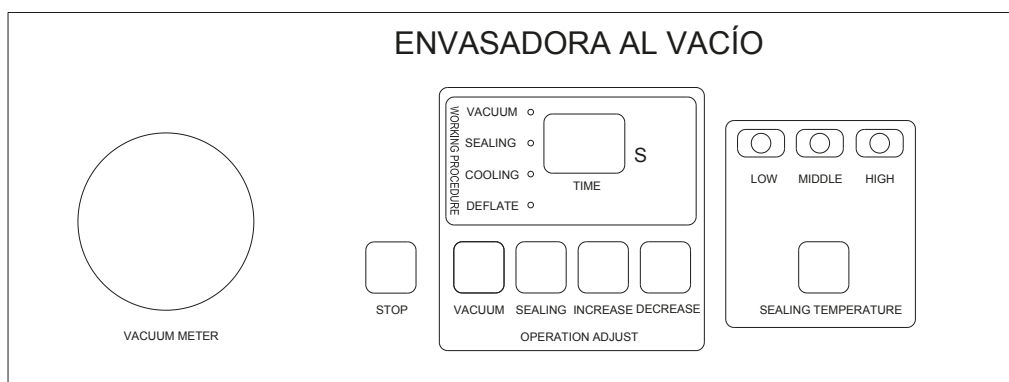 ENVASADORA AL VACÍO
WORKING PROCEDURE
VACUUM
SEALING
COOLING
DEFLATE
TIME
S
LOW MIDDLE HIGH
STOP
VACUUM SEALING INCREASE DECREASE
OPERATION ADJUST
SEALING TEMPERATURE
VACUUM METER